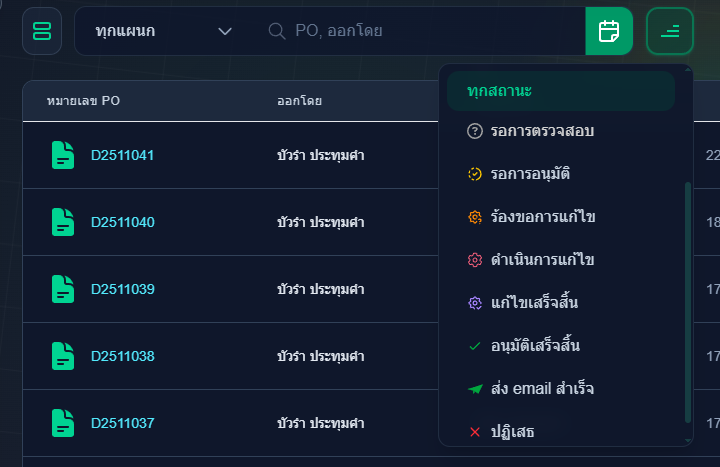 ทุกแผนก
PO, ออกโดย
ทุกสถานะ
รอการตรวจสอบ
รอการอนุมัติ
ร้องขอการแก้ไข
ดำเนินการแก้ไข
แก้ไขเสร็จสิ้น
อนุมัติเสร็จสิ้น
ส่ง email สำเร็จ
ปฏิเสธ
หมายเลข PO ออกโดย
D2511041 บัวรำ ประทุมคำ 22
D2511040 บัวรำ ประทุมคำ 18
D2511039 บัวรำ ประทุมคำ 17
D2511038 บัวรำ ประทุมคำ 17
D2511037 บัวรำ ประทุมคำ 17